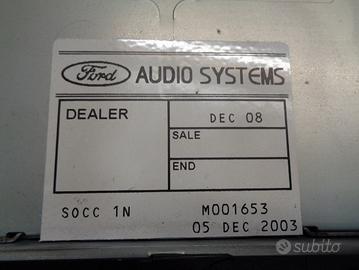 Ford AUDIO SYSTEMS
DEALER
DEC 08
SALE
END
SOCC 1N M001653
05 DEC 2003
subito